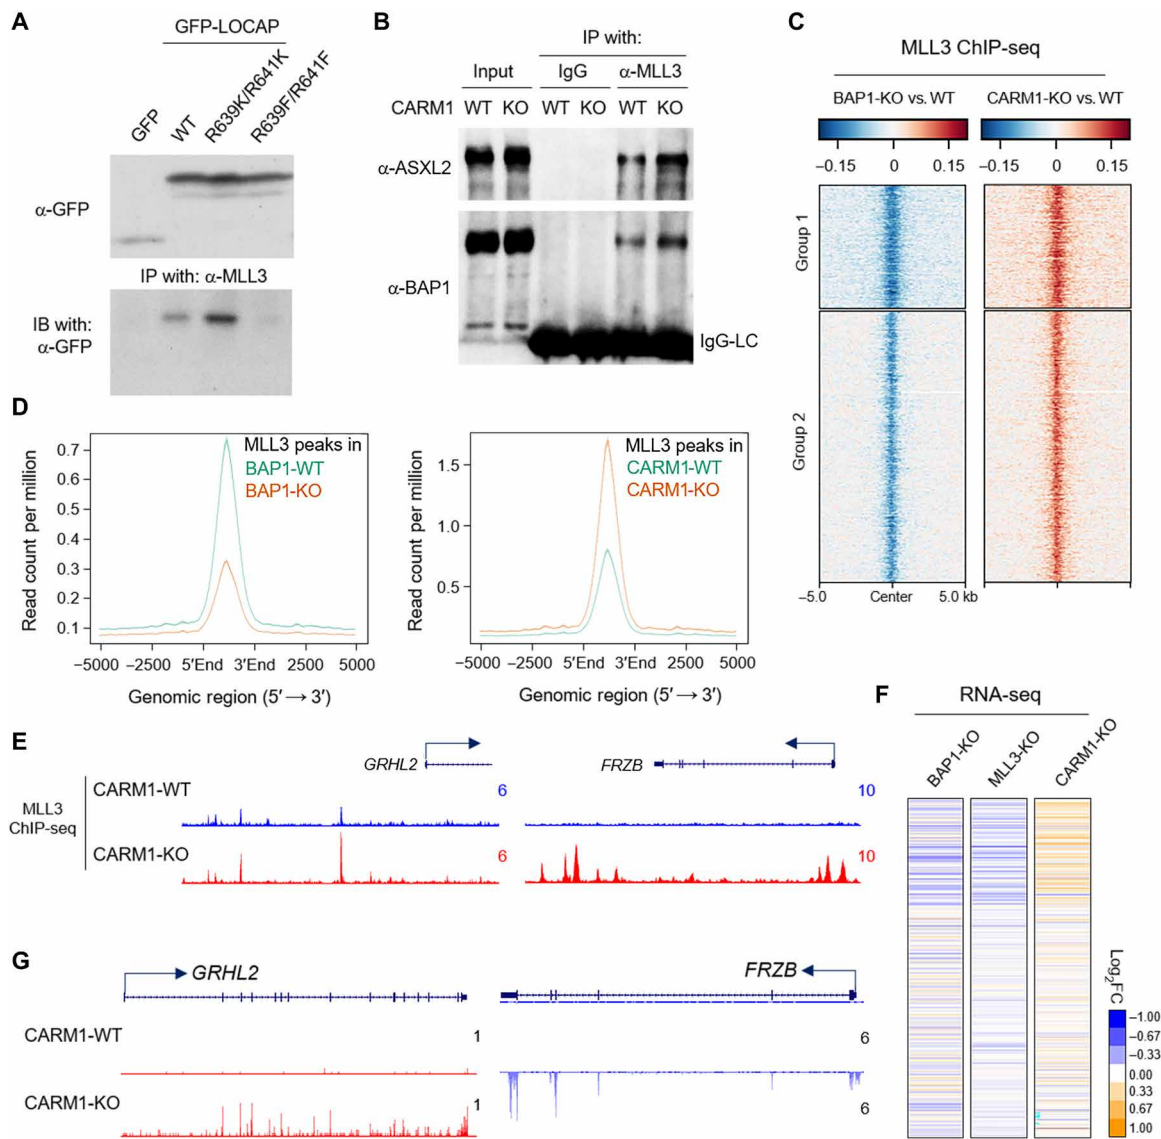 A
GFP-LOCAP
GFP
WT
R639K/R641K
R639F/R641F
α-GFP
IP with: α-MLL3
IB with:
α-GFP
B
IP with:
Input
IgG
α-MLL3
CARM1 WT KO WT KO WT KO
α-ASXL2
α-BAP1
IgG-LC
C
MLL3 ChIP-seq
BAP1-KO vs. WT
CARM1-KO vs. WT
−0.15 0 0.15
−0.15 0 0.15
Group 1
Group 2
−5.0 Center 5.0 kb
D
Read count per million
0.7
0.6
0.5
0.4
0.3
0.2
0.1
MLL3 peaks in
BAP1-WT
BAP1-KO
−5000 −2500 5′End 3′End 2500 5000
Genomic region (5′ → 3′)
Read count per million
1.5
1.0
0.5
MLL3 peaks in
CARM1-WT
CARM1-KO
−5000 −2500 5′End 3′End 2500 5000
Genomic region (5′ → 3′)
E
GRHL2
FRZB
MLL3
ChIP-seq
CARM1-WT
6
10
CARM1-KO
6
10
F
RNA-seq
BAP1-KO
MLL3-KO
CARM1-KO
Log2FC
−1.00
−0.67
−0.33
0.00
0.33
0.67
1.00
G
GRHL2
FRZB
CARM1-WT
1
6
CARM1-KO
1
6